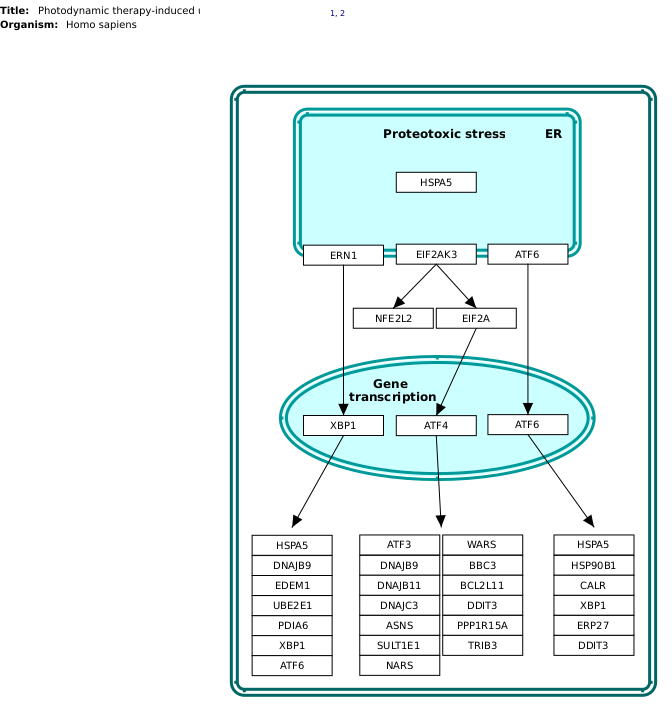 Title: Photodynamic therapy-induced
1, 2
Organism: Homo sapiens
Proteotoxic stress ER
HSPA5
ERN1 EIF2AK3 ATF6
NFE2L2 EIF2A
Gene
transcription
XBP1 ATF4 ATF6
HSPA5 ATF3 WARS HSPA5
DNAJB9 DNAJB9 BBC3 HSP90B1
EDEM1 DNAJB11 BCL2L11 CALR
UBE2E1 DNAJC3 DDIT3 XBP1
PDIA6 ASNS PPP1R15A ERP27
XBP1 SULT1E1 TRIB3 DDIT3
ATF6 NARS